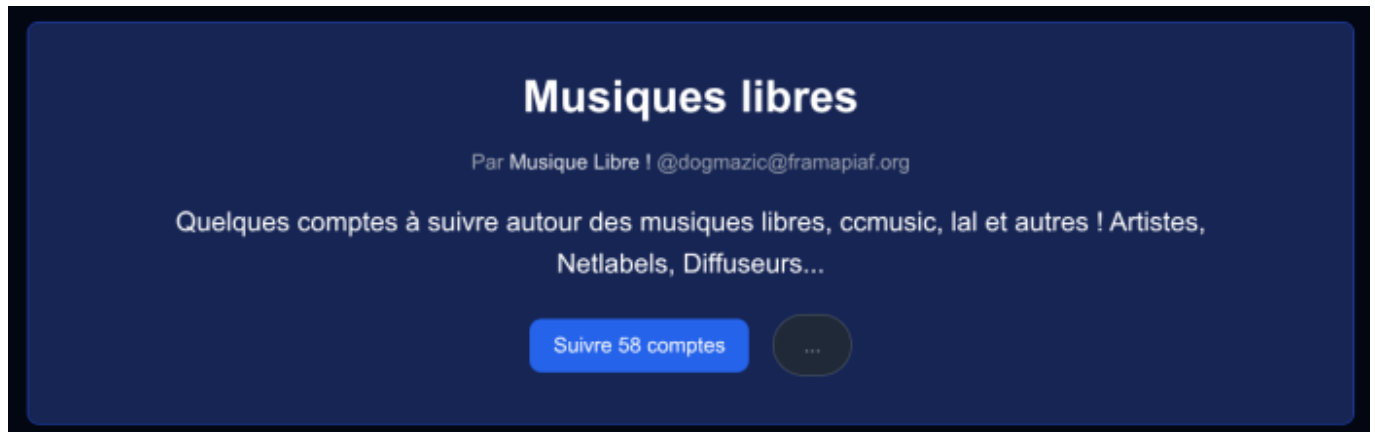 Musiques libres
Par Musique Libre ! @dogmazic@framapiaf.org
Quelques comptes à suivre autour des musiques libres, ccmusic, lal et autres ! Artistes,
Netlabels, Diffuseurs...
Suivre 58 comptes
...